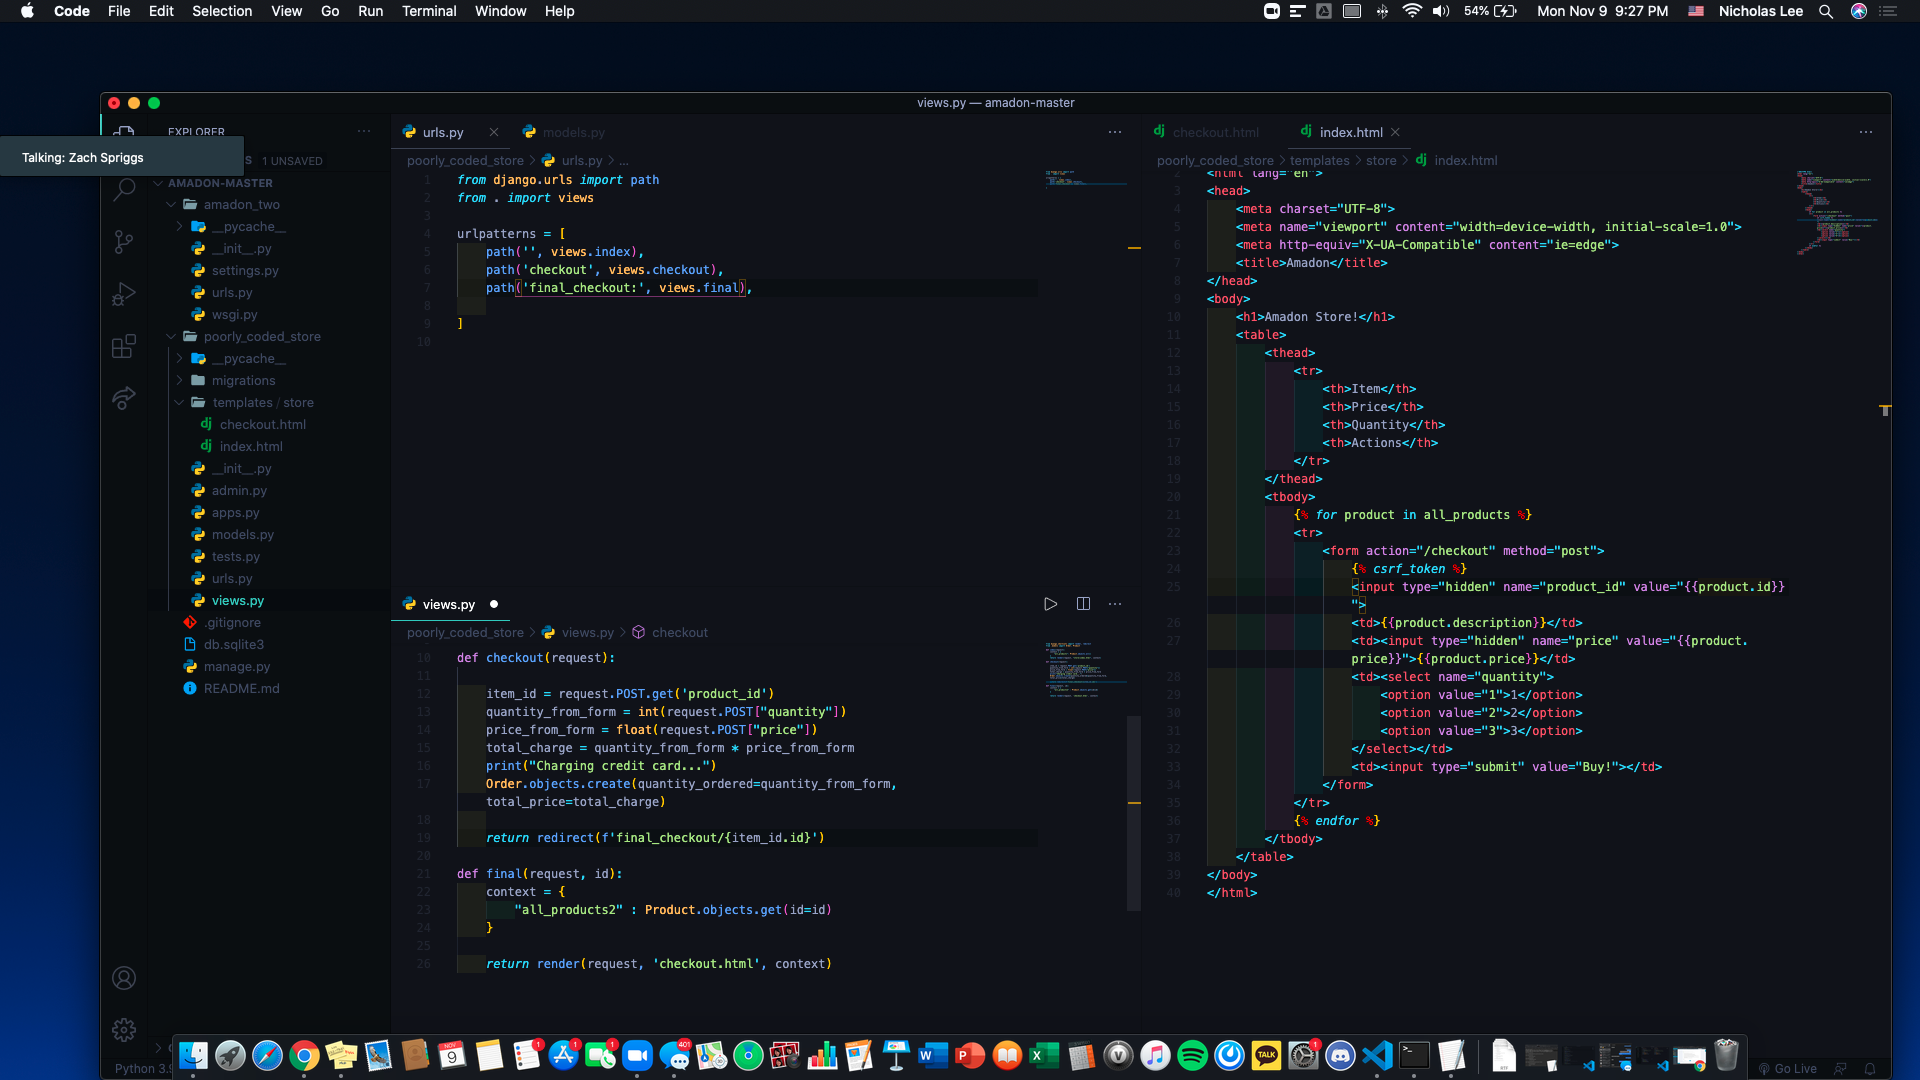 Code File Edit Selection View Go Run Terminal Window Help
54% Mon Nov 9 9:27 PM Nicholas Lee
views.py — amadon-master
Talking: Zach Spriggs
EXPLORER
1 UNSAVED
AMADON-MASTER
amadon_two
__pycache__
__init__.py
settings.py
urls.py
wsgi.py
poorly_coded_store
__pycache__
migrations
templates / store
checkout.html
index.html
__init__.py
admin.py
apps.py
models.py
tests.py
urls.py
views.py
.gitignore
db.sqlite3
manage.py
README.md
urls.py models.py
poorly_coded_store > urls.py > ...
1 from django.urls import path
2 from . import views
3
4 urlpatterns = [
5 path('', views.index),
6 path('checkout', views.checkout),
7 path('final_checkout:', views.final),
8
9 ]
10
views.py
poorly_coded_store > views.py > checkout
10 def checkout(request):
11
12 item_id = request.POST.get('product_id')
13 quantity_from_form = int(request.POST["quantity"])
14 price_from_form = float(request.POST["price"])
15 total_charge = quantity_from_form * price_from_form
16 print("Charging credit card...")
17 Order.objects.create(quantity_ordered=quantity_from_form,
total_price=total_charge)
18
19 return redirect(f'final_checkout/{item_id.id}')
20
21 def final(request, id):
22 context = {
23 "all_products2" : Product.objects.get(id=id)
24 }
25
26 return render(request, 'checkout.html', context)
checkout.html index.html
poorly_coded_store > templates > store > index.html
2 <html lang="en">
3 <head>
4 <meta charset="UTF-8">
5 <meta name="viewport" content="width=device-width, initial-scale=1.0">
6 <meta http-equiv="X-UA-Compatible" content="ie=edge">
7 <title>Amadon</title>
8 </head>
9 <body>
10 <h1>Amadon Store!</h1>
11 <table>
12 <thead>
13 <tr>
14 <th>Item</th>
15 <th>Price</th>
16 <th>Quantity</th>
17 <th>Actions</th>
18 </tr>
19 </thead>
20 <tbody>
21 {% for product in all_products %}
22 <tr>
23 <form action="/checkout" method="post">
24 {% csrf_token %}
25 <input type="hidden" name="product_id" value="{{product.id}}
">
26 <td>{{product.description}}</td>
27 <td><input type="hidden" name="price" value="{{product.
price}}">{{product.price}}</td>
28 <td><select name="quantity">
29 <option value="1">1</option>
30 <option value="2">2</option>
31 <option value="3">3</option>
32 </select></td>
33 <td><input type="submit" value="Buy!"></td>
34 </form>
35 </tr>
36 {% endfor %}
37 </tbody>
38 </table>
39 </body>
40 </html>
Python 3.9
Go Live
NOV
9
1
1
1
401
1
TALK